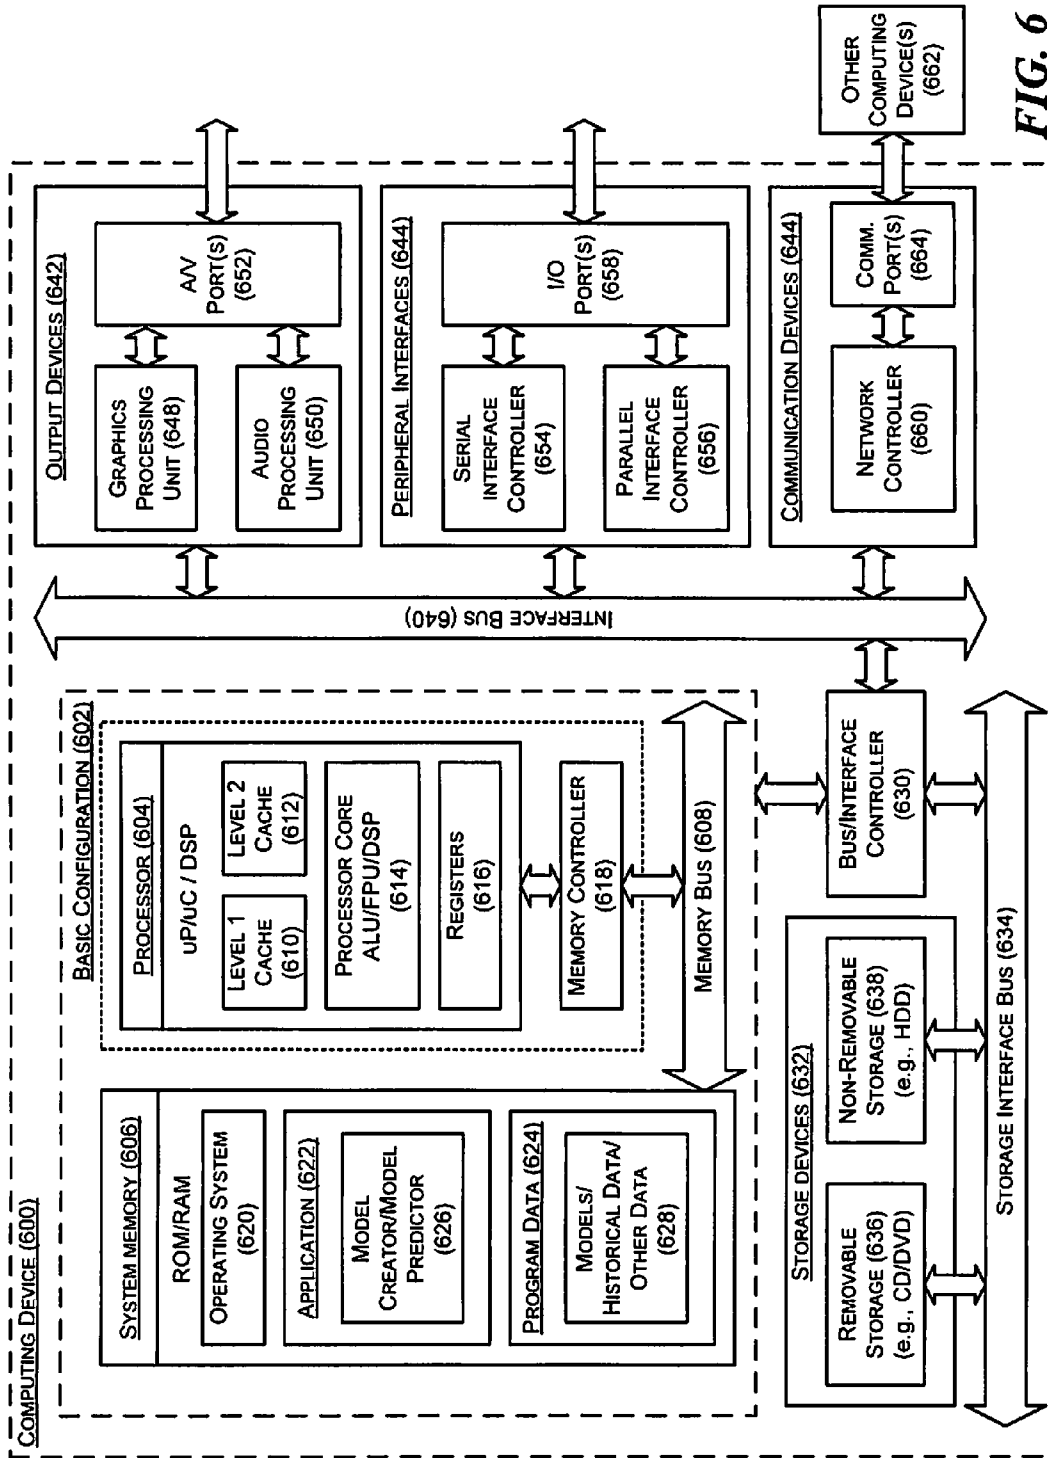 COMPUTING DEVICE (600)
BASIC CONFIGURATION (602)
SYSTEM MEMORY (606)
ROM/RAM
OPERATING SYSTEM
(620)
APPLICATION (622)
MODEL
CREATOR/MODEL
PREDICTOR (626)
PROGRAM DATA (624)
MODELS/
HISTORICAL DATA/
OTHER DATA
(628)
PROCESSOR (604)
uP/uC / DSP
LEVEL 1
CACHE
(610)
LEVEL 2
CACHE
(612)
PROCESSOR CORE
ALU/FPU/DSP
(614)
REGISTERS
(616)
MEMORY CONTROLLER
(618)
MEMORY BUS (608)
STORAGE DEVICES (632)
REMOVABLE
STORAGE (636)
(e.g., CD/DVD)
NON-REMOVABLE
STORAGE (638)
(e.g., HDD)
BUS/INTERFACE
CONTROLLER
(630)
STORAGE INTERFACE BUS (634)
INTERFACE BUS (640)
OUTPUT DEVICES (642)
GRAPHICS
PROCESSING
UNIT (648)
AUDIO
PROCESSING
UNIT (650)
A/V
PORT(S)
(652)
PERIPHERAL INTERFACES (644)
SERIAL
INTERFACE
CONTROLLER (654)
PARALLEL
INTERFACE
CONTROLLER (656)
I/O
PORT(S)
(658)
COMMUNICATION DEVICES (644)
NETWORK
CONTROLLER
(660)
COMM.
PORT(S)
(664)
OTHER
COMPUTING
DEVICE(S)
(662)
FIG. 6